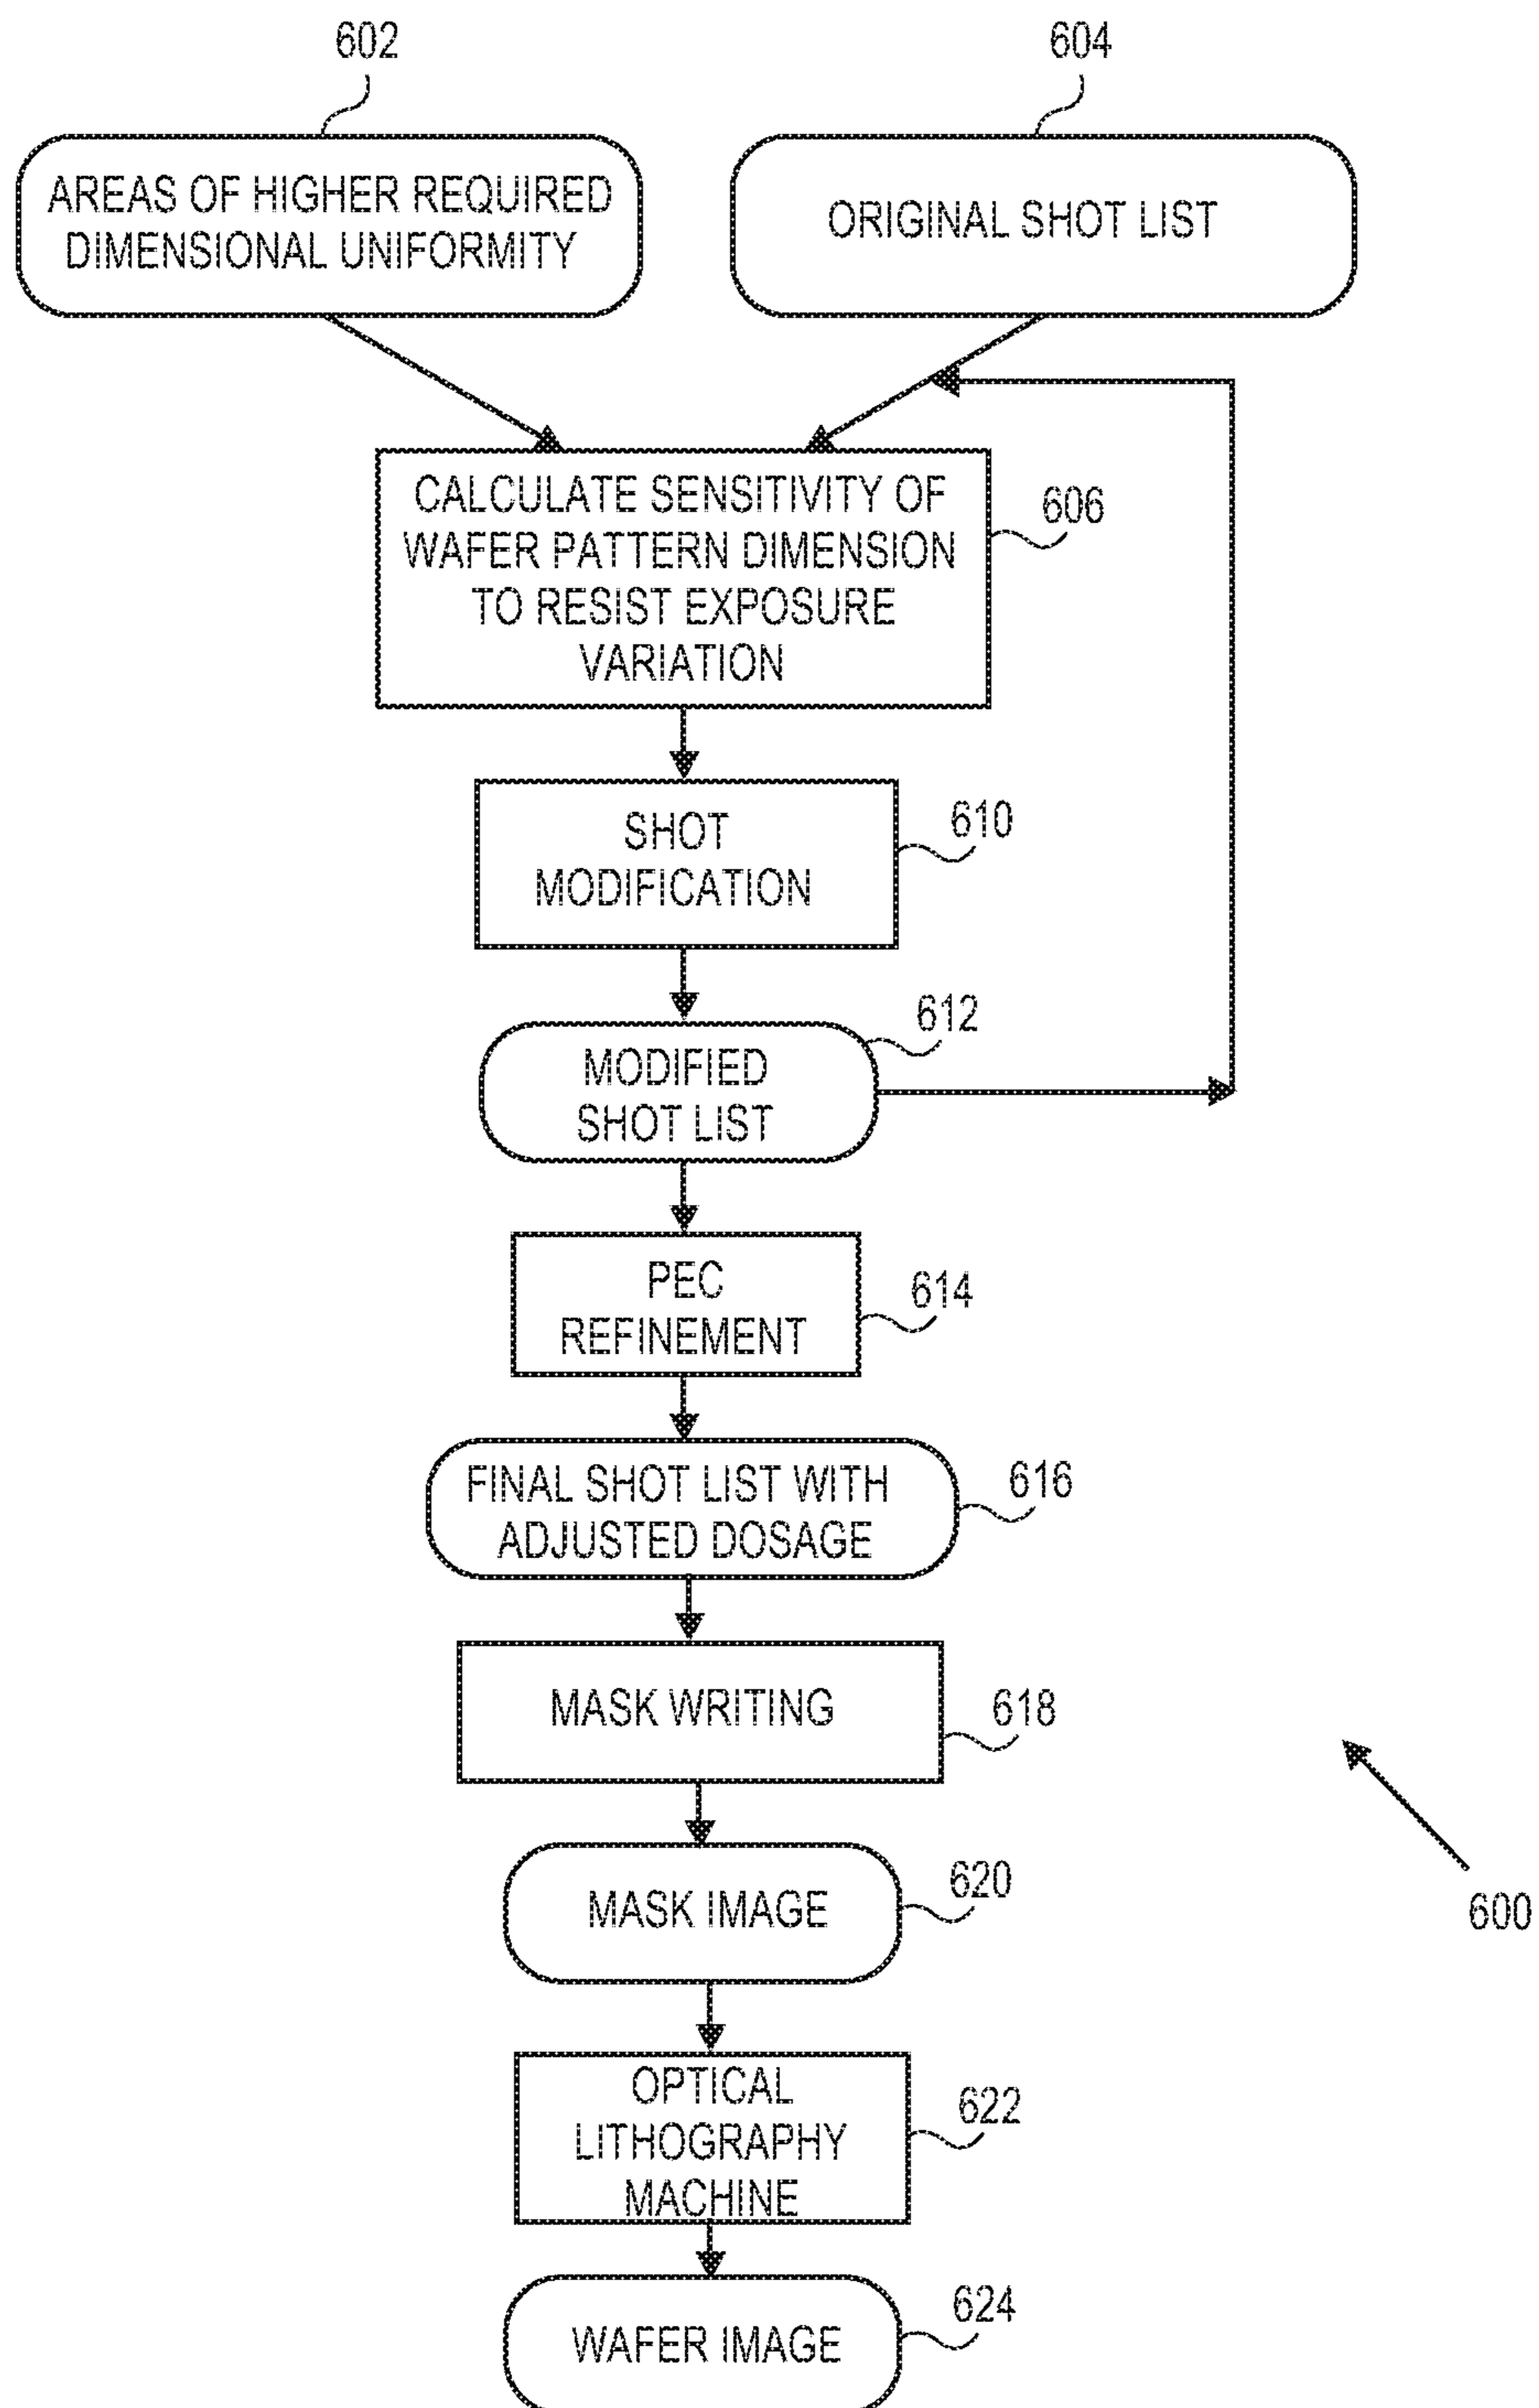 602
604
AREAS OF HIGHER REQUIRED
DIMENSIONAL UNIFORMITY
ORIGINAL SHOT LIST
CALCULATE SENSITIVITY OF
WAFER PATTERN DIMENSION
TO RESIST EXPOSURE
VARIATION
606
SHOT
MODIFICATION
610
612
MODIFIED
SHOT LIST
PEC
REFINEMENT
614
FINAL SHOT LIST WITH
ADJUSTED DOSAGE
616
MASK WRITING
618
MASK IMAGE
620
600
OPTICAL
LITHOGRAPHY
MACHINE
622
WAFER IMAGE
624